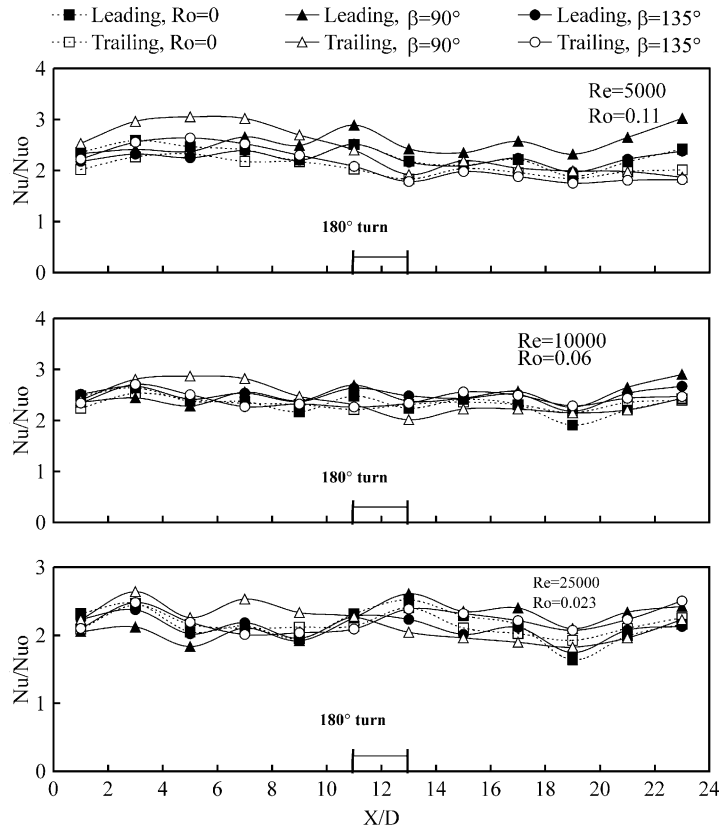 Leading, Ro=0 Leading, β=90° Leading, β=135°
Trailing, Ro=0 Trailing, β=90° Trailing, β=135°
4
3
2
1
0
Nu/Nuo
Re=5000
Ro=0.11
180° turn
4
3
2
1
0
Nu/Nuo
Re=10000
Ro=0.06
180° turn
3
2
1
0
Nu/Nuo
Re=25000
Ro=0.023
180° turn
0 2 4 6 8 10 12 14 16 18 20 22 24
X/D